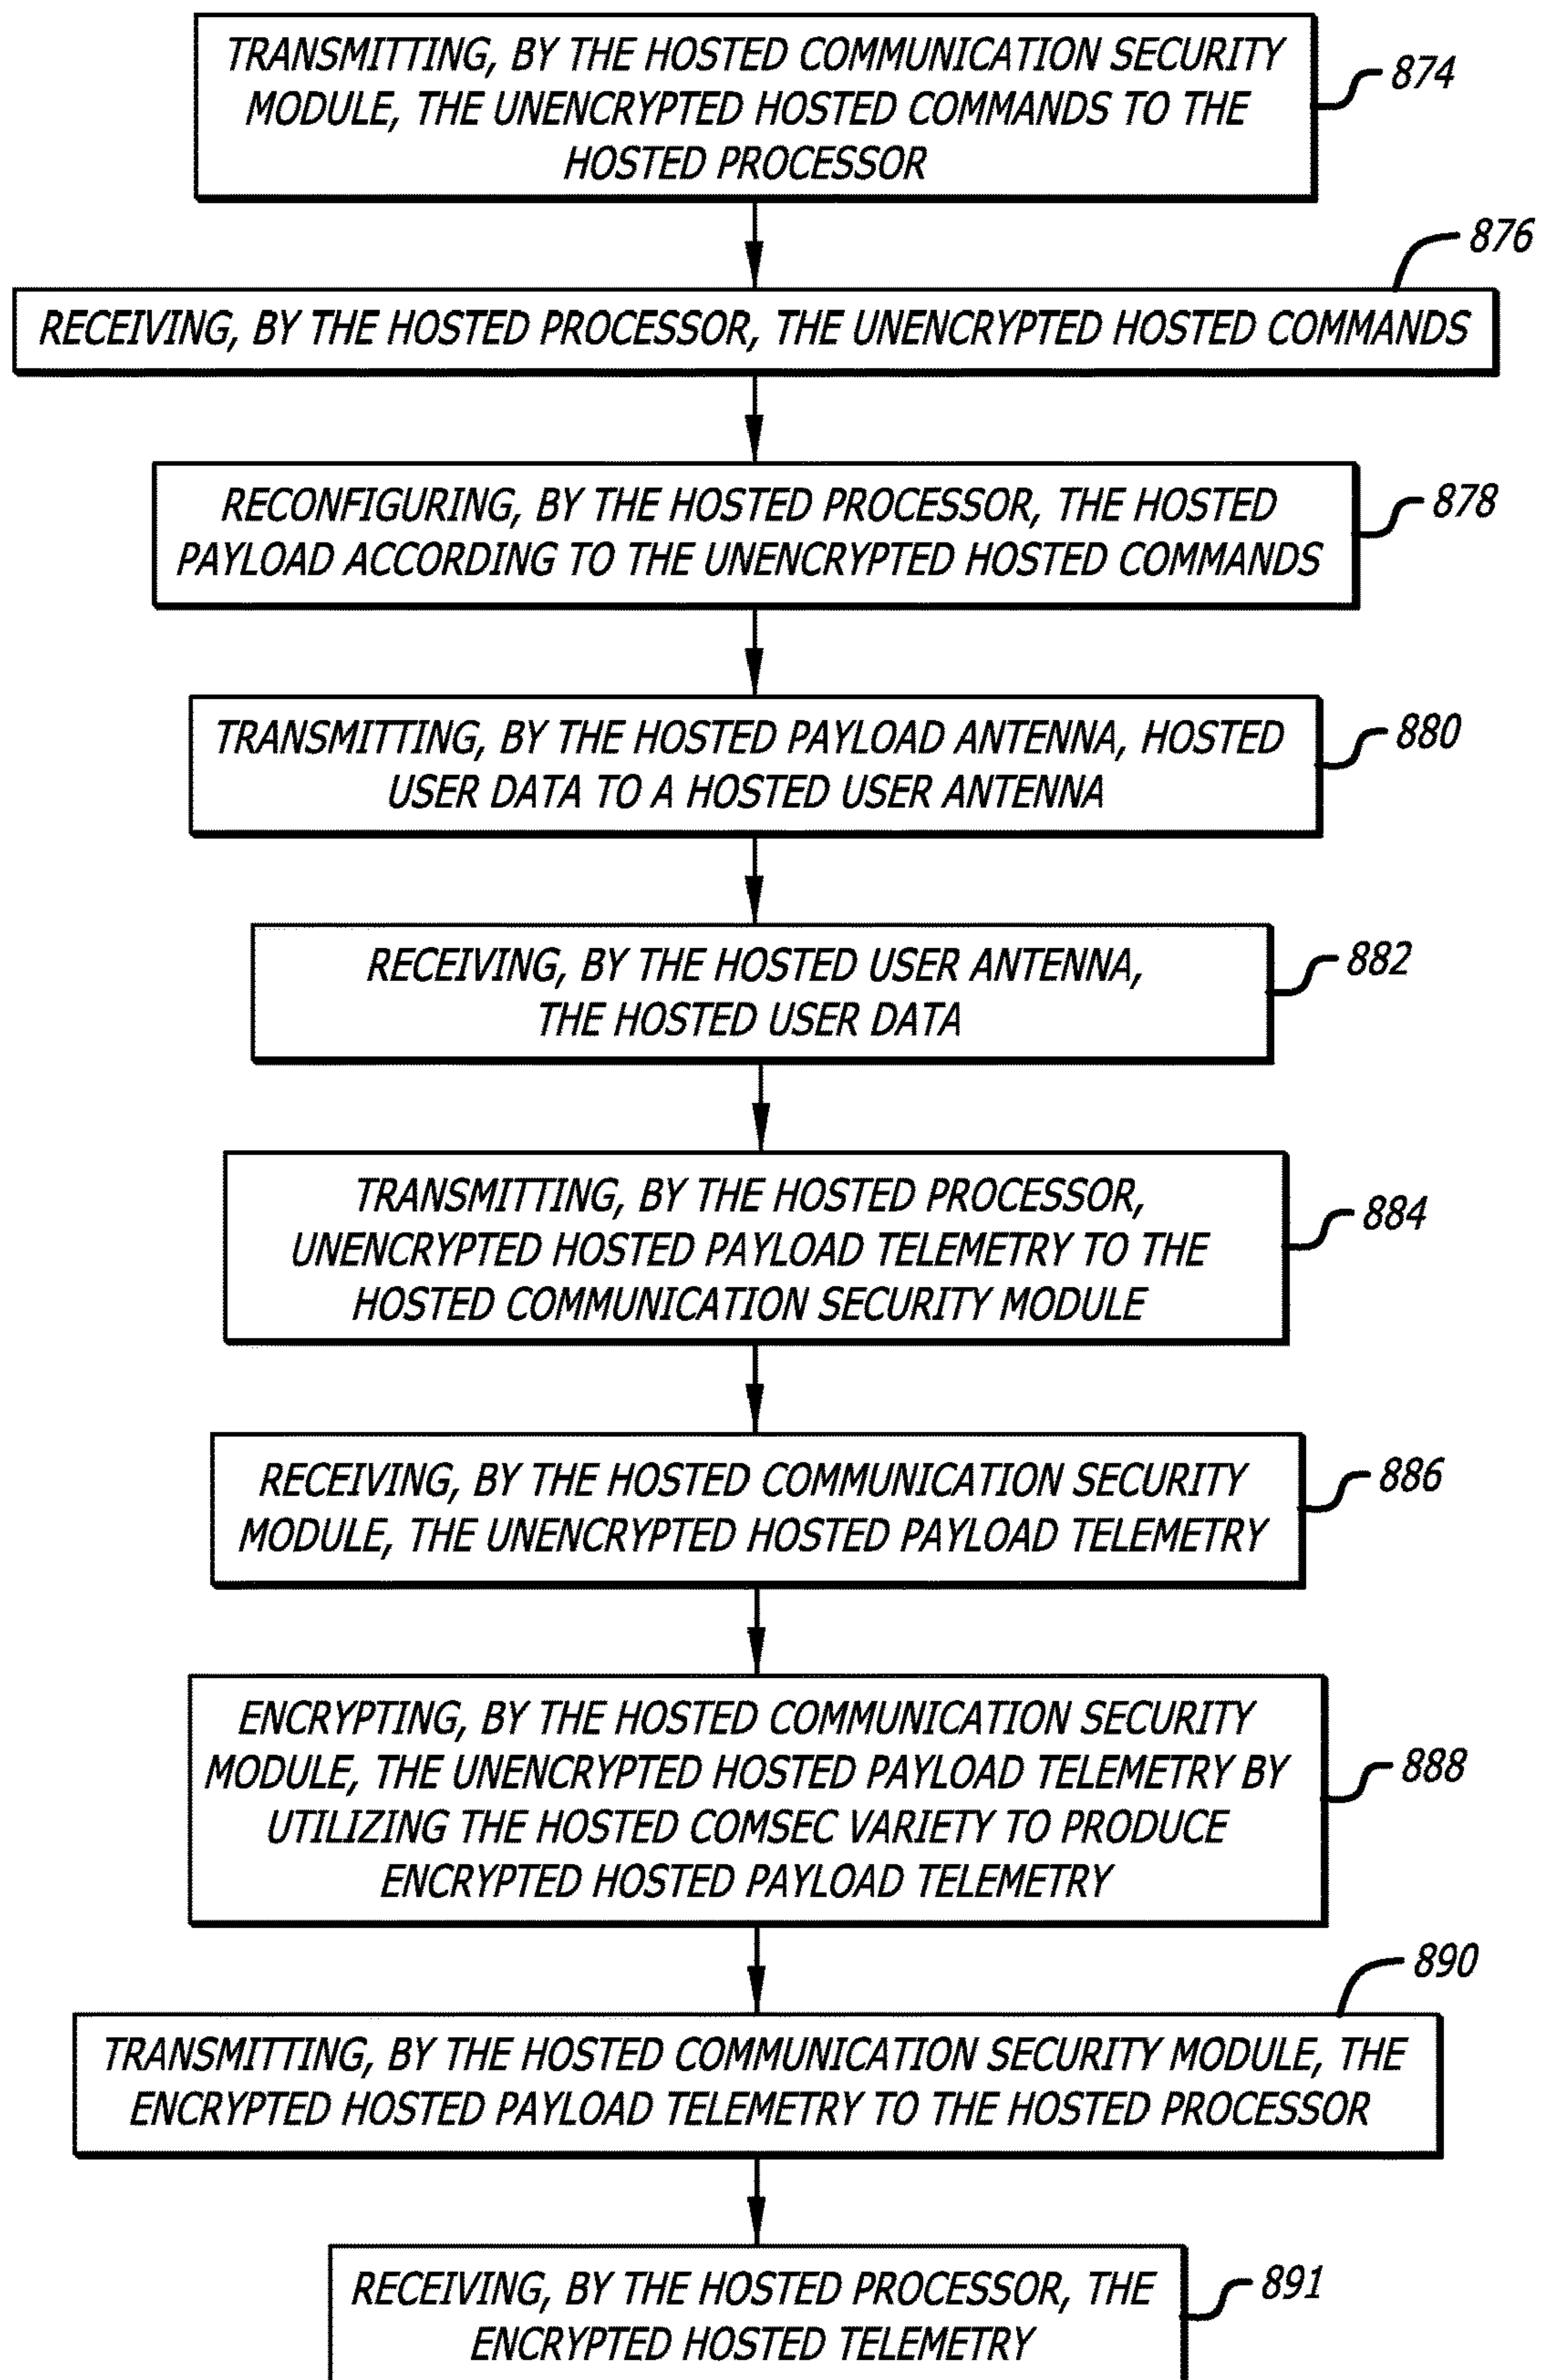 TRANSMITTING, BY THE HOSTED COMMUNICATION SECURITY
MODULE, THE UNENCRYPTED HOSTED COMMANDS TO THE
HOSTED PROCESSOR
874
876
RECEIVING, BY THE HOSTED PROCESSOR, THE UNENCRYPTED HOSTED COMMANDS
RECONFIGURING, BY THE HOSTED PROCESSOR, THE HOSTED
PAYLOAD ACCORDING TO THE UNENCRYPTED HOSTED COMMANDS
878
TRANSMITTING, BY THE HOSTED PAYLOAD ANTENNA, HOSTED
USER DATA TO A HOSTED USER ANTENNA
880
RECEIVING, BY THE HOSTED USER ANTENNA,
THE HOSTED USER DATA
882
TRANSMITTING, BY THE HOSTED PROCESSOR,
UNENCRYPTED HOSTED PAYLOAD TELEMETRY TO THE
HOSTED COMMUNICATION SECURITY MODULE
884
RECEIVING, BY THE HOSTED COMMUNICATION SECURITY
MODULE, THE UNENCRYPTED HOSTED PAYLOAD TELEMETRY
886
ENCRYPTING, BY THE HOSTED COMMUNICATION SECURITY
MODULE, THE UNENCRYPTED HOSTED PAYLOAD TELEMETRY BY
UTILIZING THE HOSTED COMSEC VARIETY TO PRODUCE
ENCRYPTED HOSTED PAYLOAD TELEMETRY
888
890
TRANSMITTING, BY THE HOSTED COMMUNICATION SECURITY MODULE, THE
ENCRYPTED HOSTED PAYLOAD TELEMETRY TO THE HOSTED PROCESSOR
RECEIVING, BY THE HOSTED PROCESSOR, THE
ENCRYPTED HOSTED TELEMETRY
891